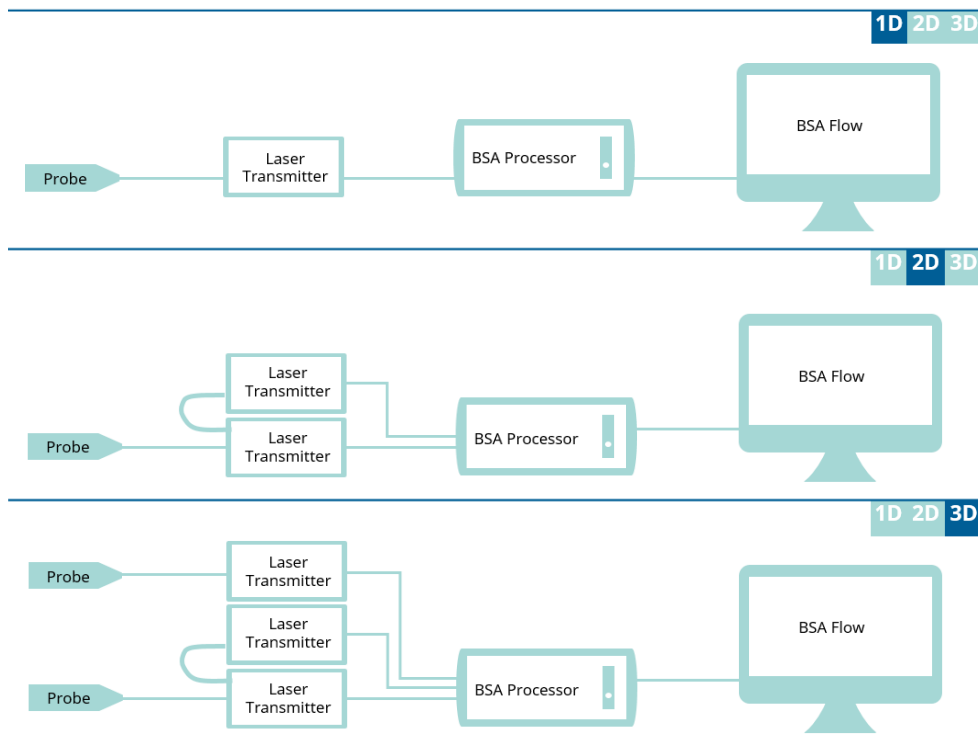 1D 2D 3D
BSA Flow
Laser
Transmitter
BSA Processor
Probe
1D 2D 3D
Laser
Transmitter
BSA Flow
Laser
Transmitter
BSA Processor
Probe
1D 2D 3D
Laser
Transmitter
Probe
Laser
Transmitter
BSA Flow
Laser
Transmitter
BSA Processor
Probe